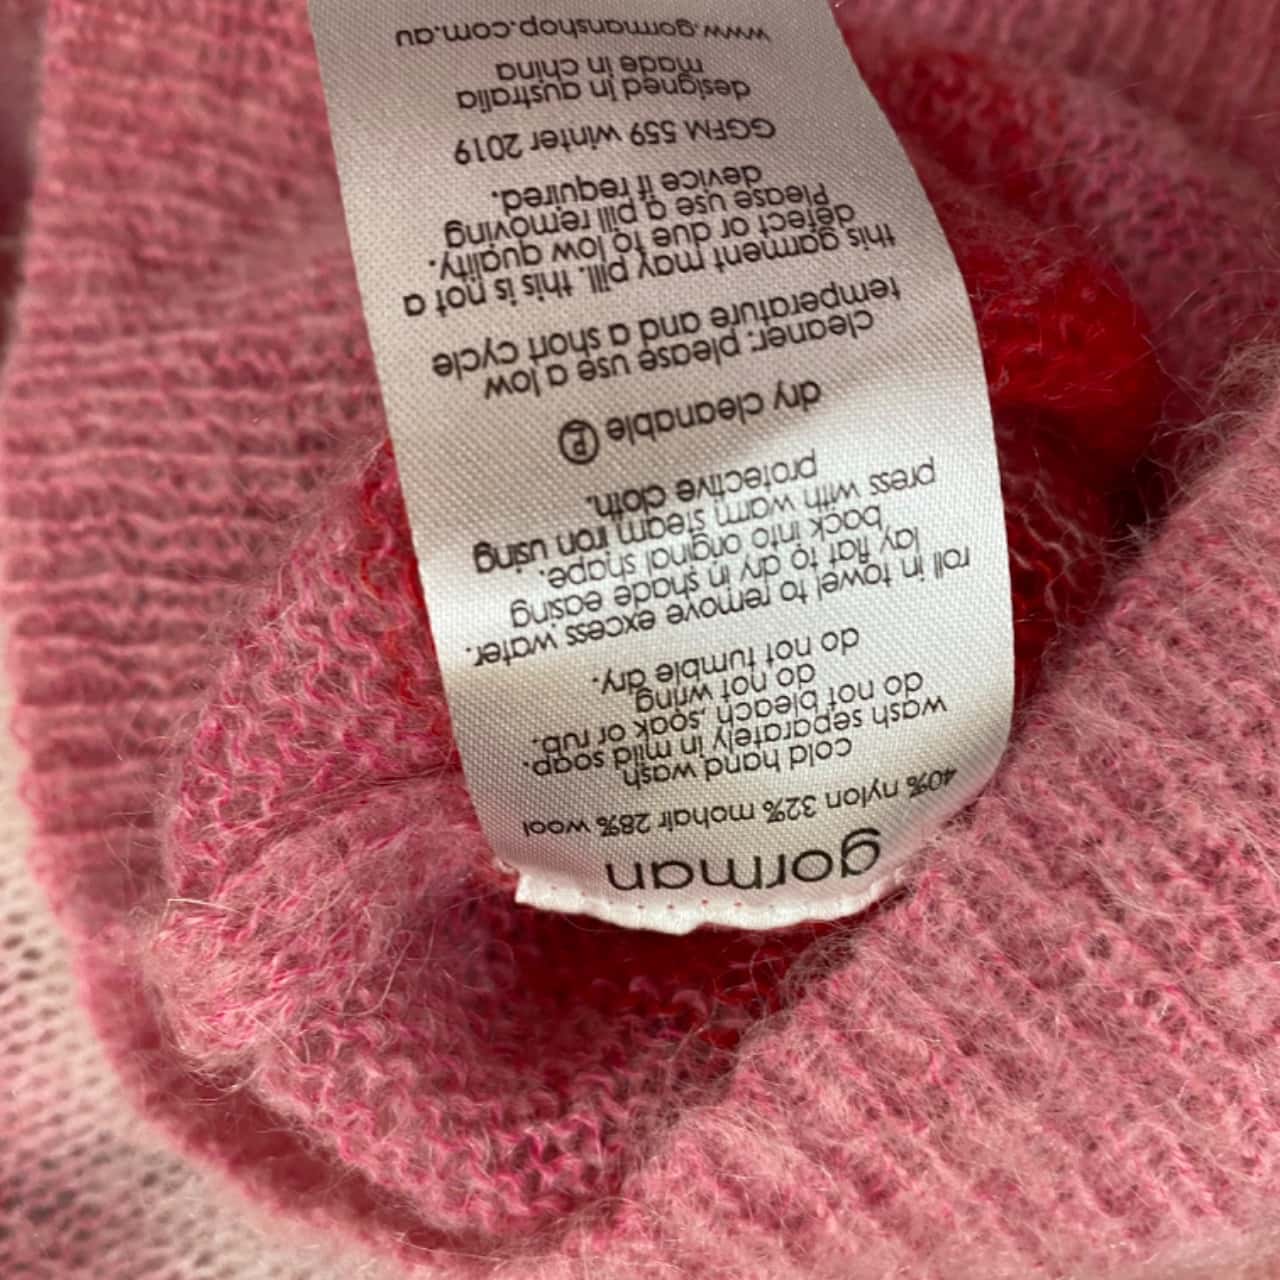 gorman
40% nylon 32% mohair 28% wool
cold hand wash
wash separately in mild soap.
do not bleach, soak or rub.
do not wring
do not tumble dry.
roll in towel to remove excess water.
lay flat to dry in shade easing
back into original shape.
press with warm steam iron using
protective cloth.
dry cleanable Ⓟ
cleaner: please use a low
temperature and a short cycle
this garment may pill. this is not a
defect or due to low quality.
Please use a pill removing
device if required.
GGFM 559 winter 2019
designed in australia
made in china
www.gormanshop.com.au